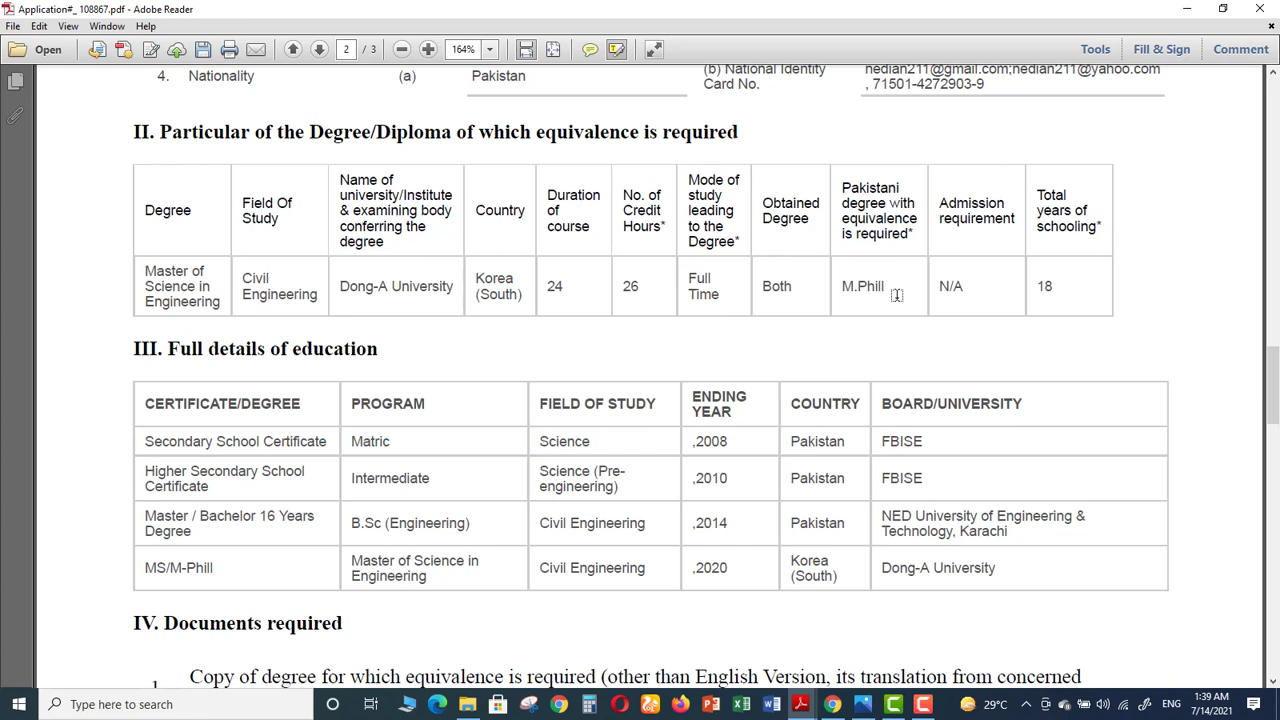 Application#_ 108867.pdf - Adobe Reader
File Edit View Window Help
Open 2 / 3 164% Tools Fill & Sign Comment
4. Nationality (a) Pakistan (b) National Identity Card No. nedian211@gmail.com;nedian211@yahoo.com , 71501-4272903-9
II. Particular of the Degree/Diploma of which equivalence is required
Degree
Field Of
Study
Name of
university/Institute
& examining body
conferring the
degree
Country
Duration
of
course
No. of
Credit
Hours*
Mode of
study
leading
to the
Degree*
Obtained
Degree
Pakistani
degree with
equivalence
is required*
Admission
requirement
Total
years of
schooling*
Master of
Science in
Engineering
Civil
Engineering
Dong-A University
Korea
(South)
24
26
Full
Time
Both
M.Phill
N/A
18
III. Full details of education
CERTIFICATE/DEGREE
PROGRAM
FIELD OF STUDY
ENDING
YEAR
COUNTRY
BOARD/UNIVERSITY
Secondary School Certificate
Matric
Science
,2008
Pakistan
FBISE
Higher Secondary School
Certificate
Intermediate
Science (Pre-
engineering)
,2010
Pakistan
FBISE
Master / Bachelor 16 Years
Degree
B.Sc (Engineering)
Civil Engineering
,2014
Pakistan
NED University of Engineering &
Technology, Karachi
MS/M-Phill
Master of Science in
Engineering
Civil Engineering
,2020
Korea
(South)
Dong-A University
IV. Documents required
1. Copy of degree for which equivalence is required (other than English Version, its translation from concerned
Type here to search
29°C
ENG
1:39 AM
7/14/2021